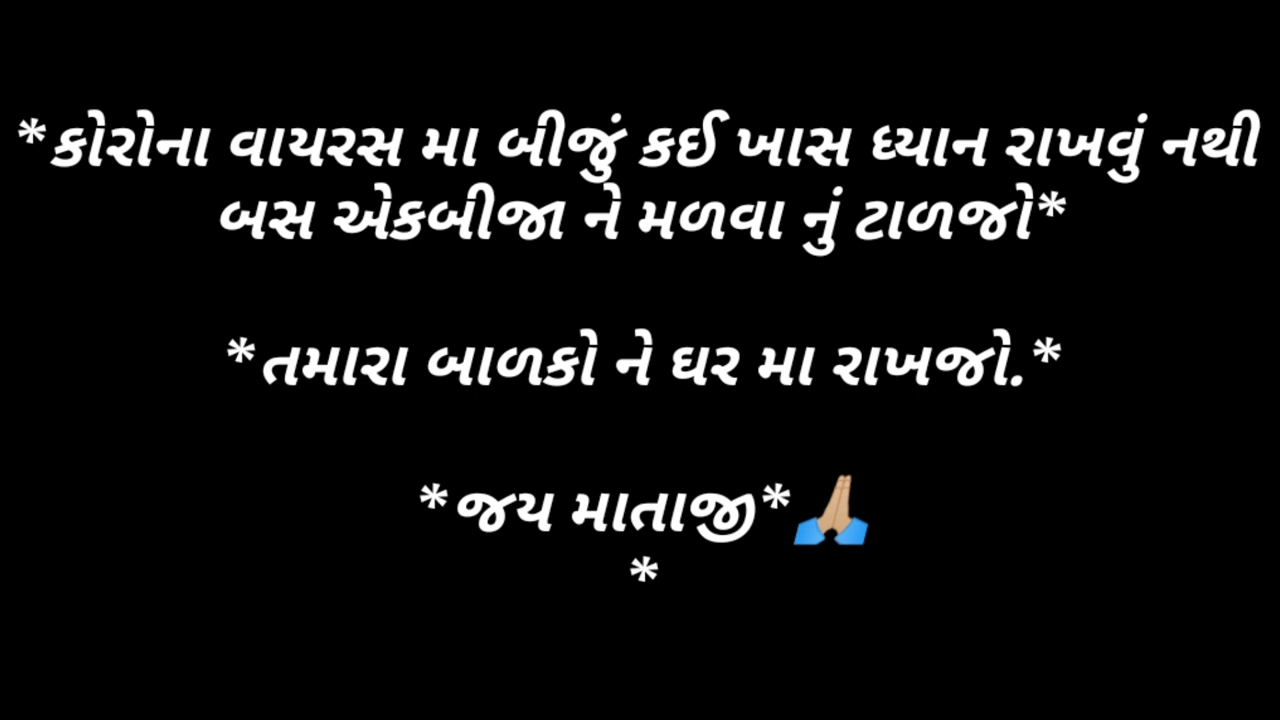 *કોરોના વાયરસ મા બીજું કઈ ખાસ ધ્યાન રાખવું નથી
બસ એકબીજા ને મળવા નું ટાળજો*
*તમારા બાળકો ને ઘર મા રાખજો.*
*જય માતાજી*🙏🏼
*